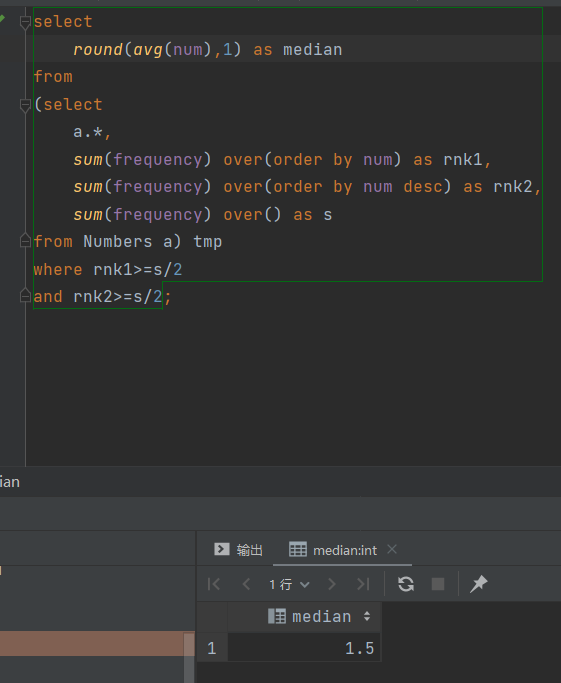 select
round(avg(num),1) as median
from
(select
a.*,
sum(frequency) over(order by num) as rnk1,
sum(frequency) over(order by num desc) as rnk2,
sum(frequency) over() as s
from Numbers a) tmp
where rnk1>=s/2
and rnk2>=s/2;
ian
输出 median:int
1 行
median
1 1.5